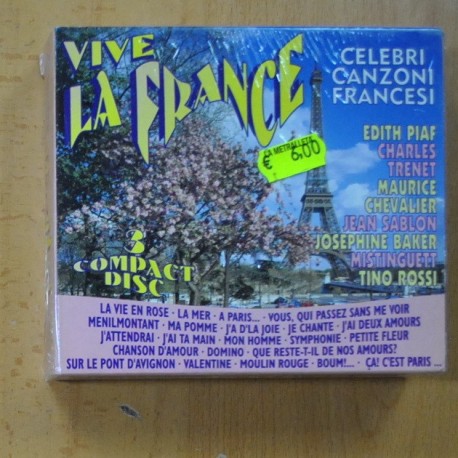 VIVE
LA FRANCE
CELEBRI
CANZONI
FRANCESI
LA METRALLETA
€ 6,00
EDITH PIAF
CHARLES
TRENET
MAURICE
CHEVALIER
JEAN SABLON
JOSEPHINE BAKER
MISTINGUETT
TINO ROSSI
3
COMPACT
DISC
LA VIE EN ROSE · LA MER · A PARIS... · VOUS, QUI PASSEZ SANS ME VOIR
MENILMONTANT · MA POMME · J'A D'LA JOIE · JE CHANTE · J'AI DEUX AMOURS
J'ATTENDRAI · J'AI TA MAIN · MON HOMME · SYMPHONIE · PETITE FLEUR
CHANSON D'AMOUR · DOMINO · QUE RESTE-T-IL DE NOS AMOURS?
SUR LE PONT D'AVIGNON · VALENTINE · MOULIN ROUGE · BOUM!... · ÇA! C'EST PARIS ...